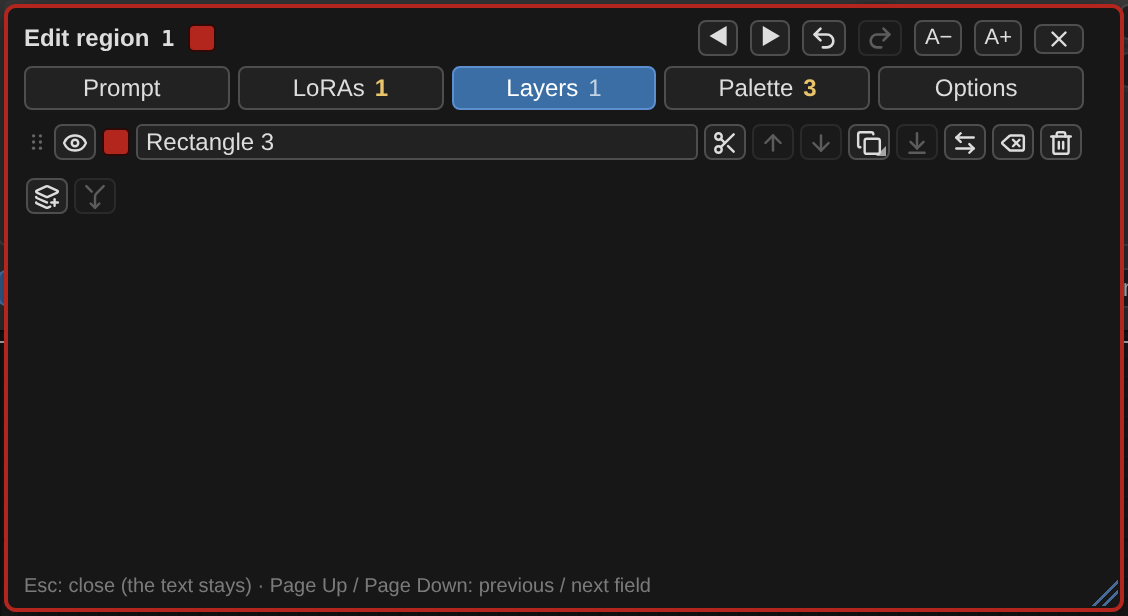 Edit region 1
A− A+
Prompt LoRAs 1 Layers 1 Palette 3 Options
Rectangle 3
Esc: close (the text stays) · Page Up / Page Down: previous / next field